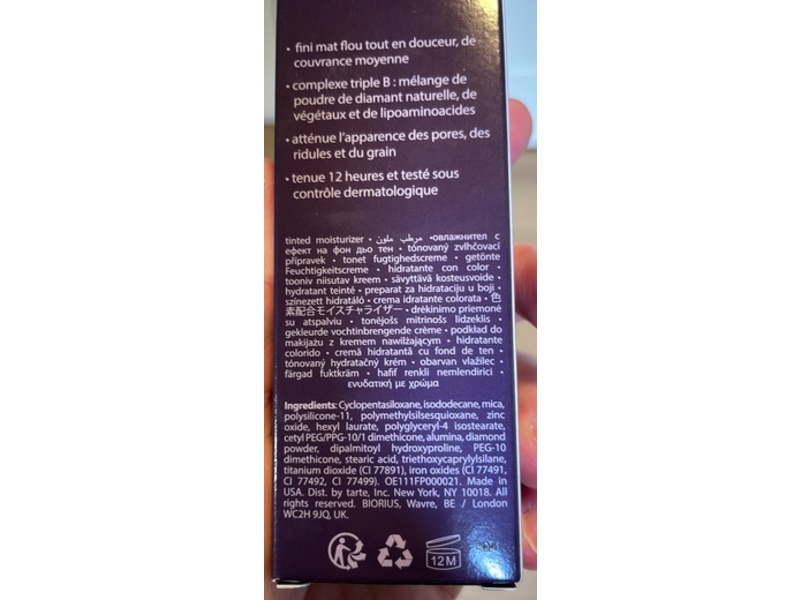 • fini mat flou tout en douceur, de
couvrance moyenne
• complexe triple B : mélange de
poudre de diamant naturelle, de
végétaux et de lipoaminoacides
• atténue l'apparence des pores, des
ridules et du grain
• tenue 12 heures et testé sous
contrôle dermatologique
tinted moisturizer • مرطب ملون •овлажнител с
ефект на фон дьо тен • tónovaný zvlhčovací
přípravek • tonet fugtighedscreme • getönte
Feuchtigkeitscreme • hidratante con color •
tooniv niisutav kreem • sävyttävä kosteusvoide •
hydratant teinté • preparat za hidrataciju u boji •
színezett hidratáló • crema idratante colorata • 色
素配合モイスチャライザー • drėkinimo priemonė
su atspalviu • tonējošs mitrinošs līdzeklis •
gekleurde vochtinbrengende crème • podkład do
makijażu z kremem nawilżającym • hidratante
colorido • cremă hidratantă cu fond de ten •
tónovaný hydratačný krém • obarvan vlažilec •
färgad fuktkräm • hafif renkli nemlendirici •
ενυδατική με χρώμα
Ingredients: Cyclopentasiloxane, isododecane, mica,
polysilicone-11, polymethylsilsesquioxane, zinc
oxide, hexyl laurate, polyglyceryl-4 isostearate,
cetyl PEG/PPG-10/1 dimethicone, alumina, diamond
powder, dipalmitoyl hydroxyproline, PEG-10
dimethicone, stearic acid, triethoxycaprylylsilane,
titanium dioxide (CI 77891), iron oxides (CI 77491,
CI 77492, CI 77499). OE111FP000021. Made in
USA. Dist. by tarte, Inc. New York, NY 10018. All
rights reserved. BIORIUS, Wavre, BE / London
WC2H 9JQ, UK.
12M